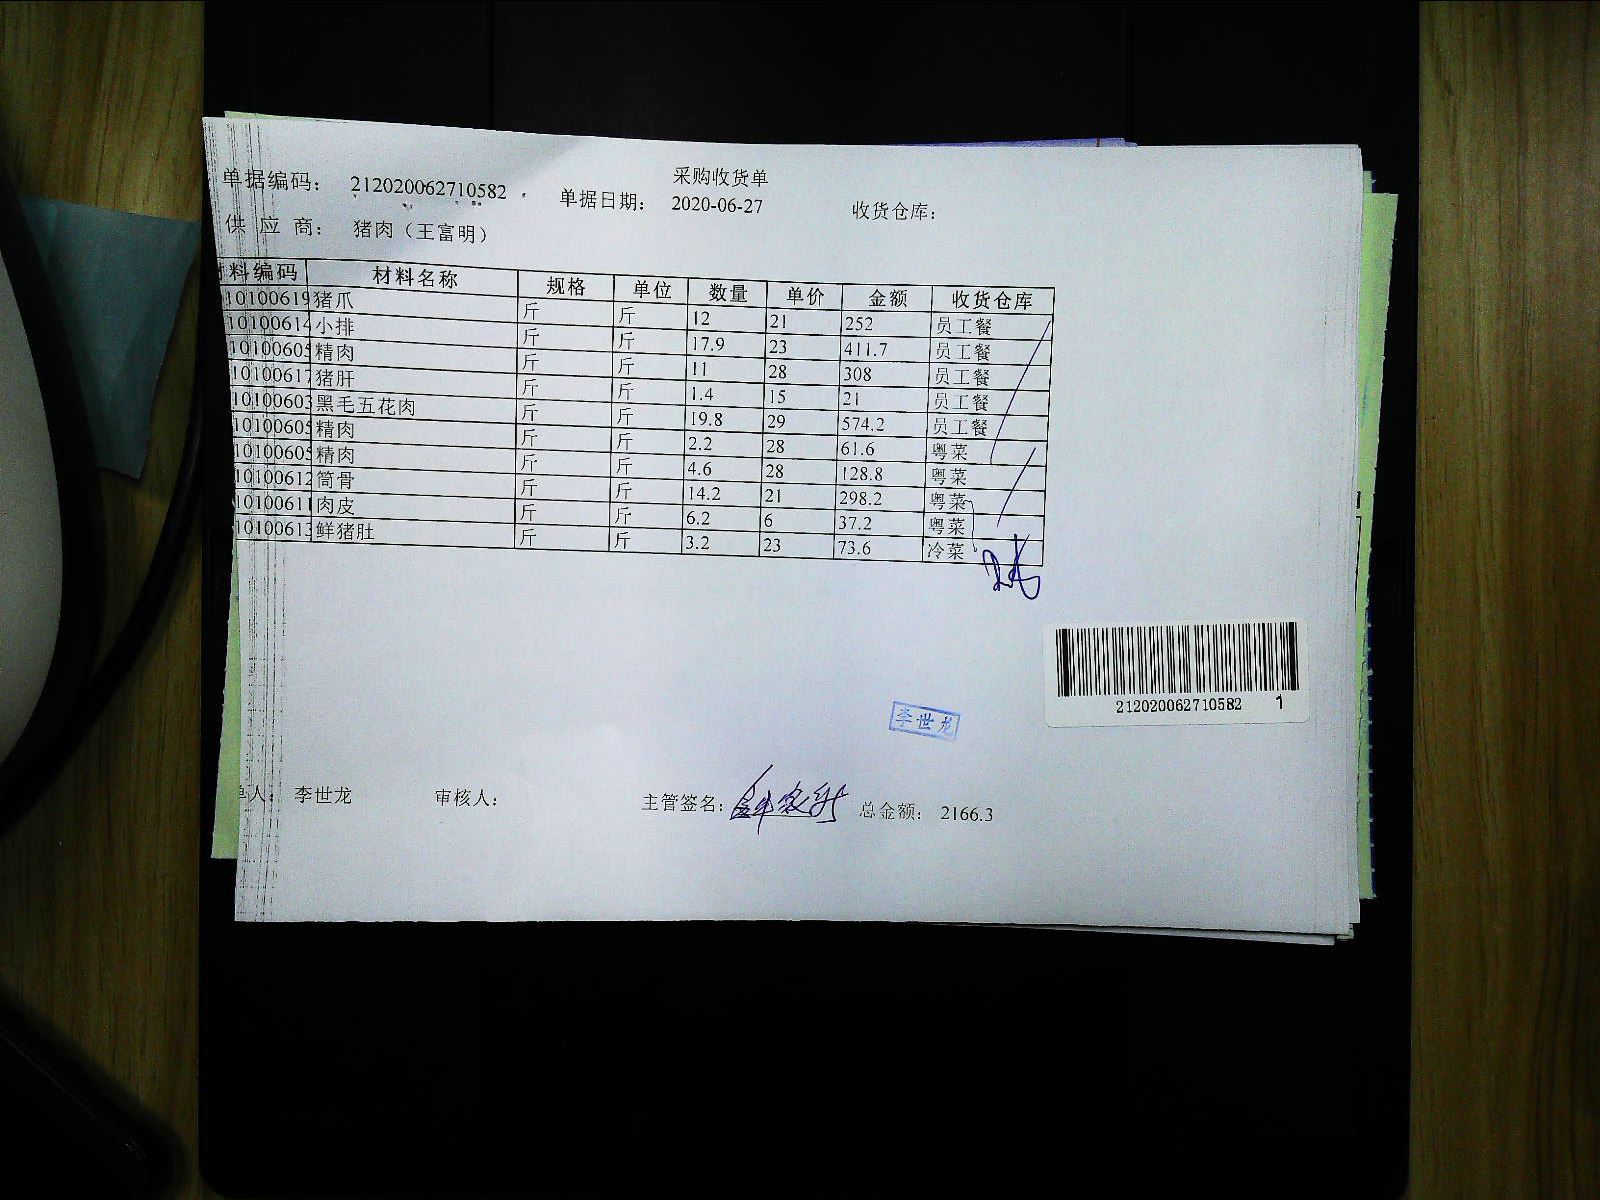 采购收货单
单据编码： 212020062710582 单据日期： 2020-06-27 收货仓库：
供 应 商： 猪肉（王富明）
材料编码 材料名称 规格 单位 数量 单价 金额 收货仓库
10100619 猪爪 斤 斤 12 21 252 员工餐
10100614 小排 斤 斤 17.9 23 411.7 员工餐
10100605 精肉 斤 斤 11 28 308 员工餐
10100617 猪肝 斤 斤 1.4 15 21 员工餐
10100603 黑毛五花肉 斤 斤 19.8 29 574.2 员工餐
10100605 精肉 斤 斤 2.2 28 61.6 粤菜
10100605 精肉 斤 斤 4.6 28 128.8 粤菜
10100612 筒骨 斤 斤 14.2 21 298.2 粤菜
10100611 肉皮 斤 斤 6.2 6 37.2 粤菜
10100613 鲜猪肚 斤 斤 3.2 23 73.6 冷菜
212020062710582 1
李世龙
单人： 李世龙 审核人： 主管签名： 总金额： 2166.3